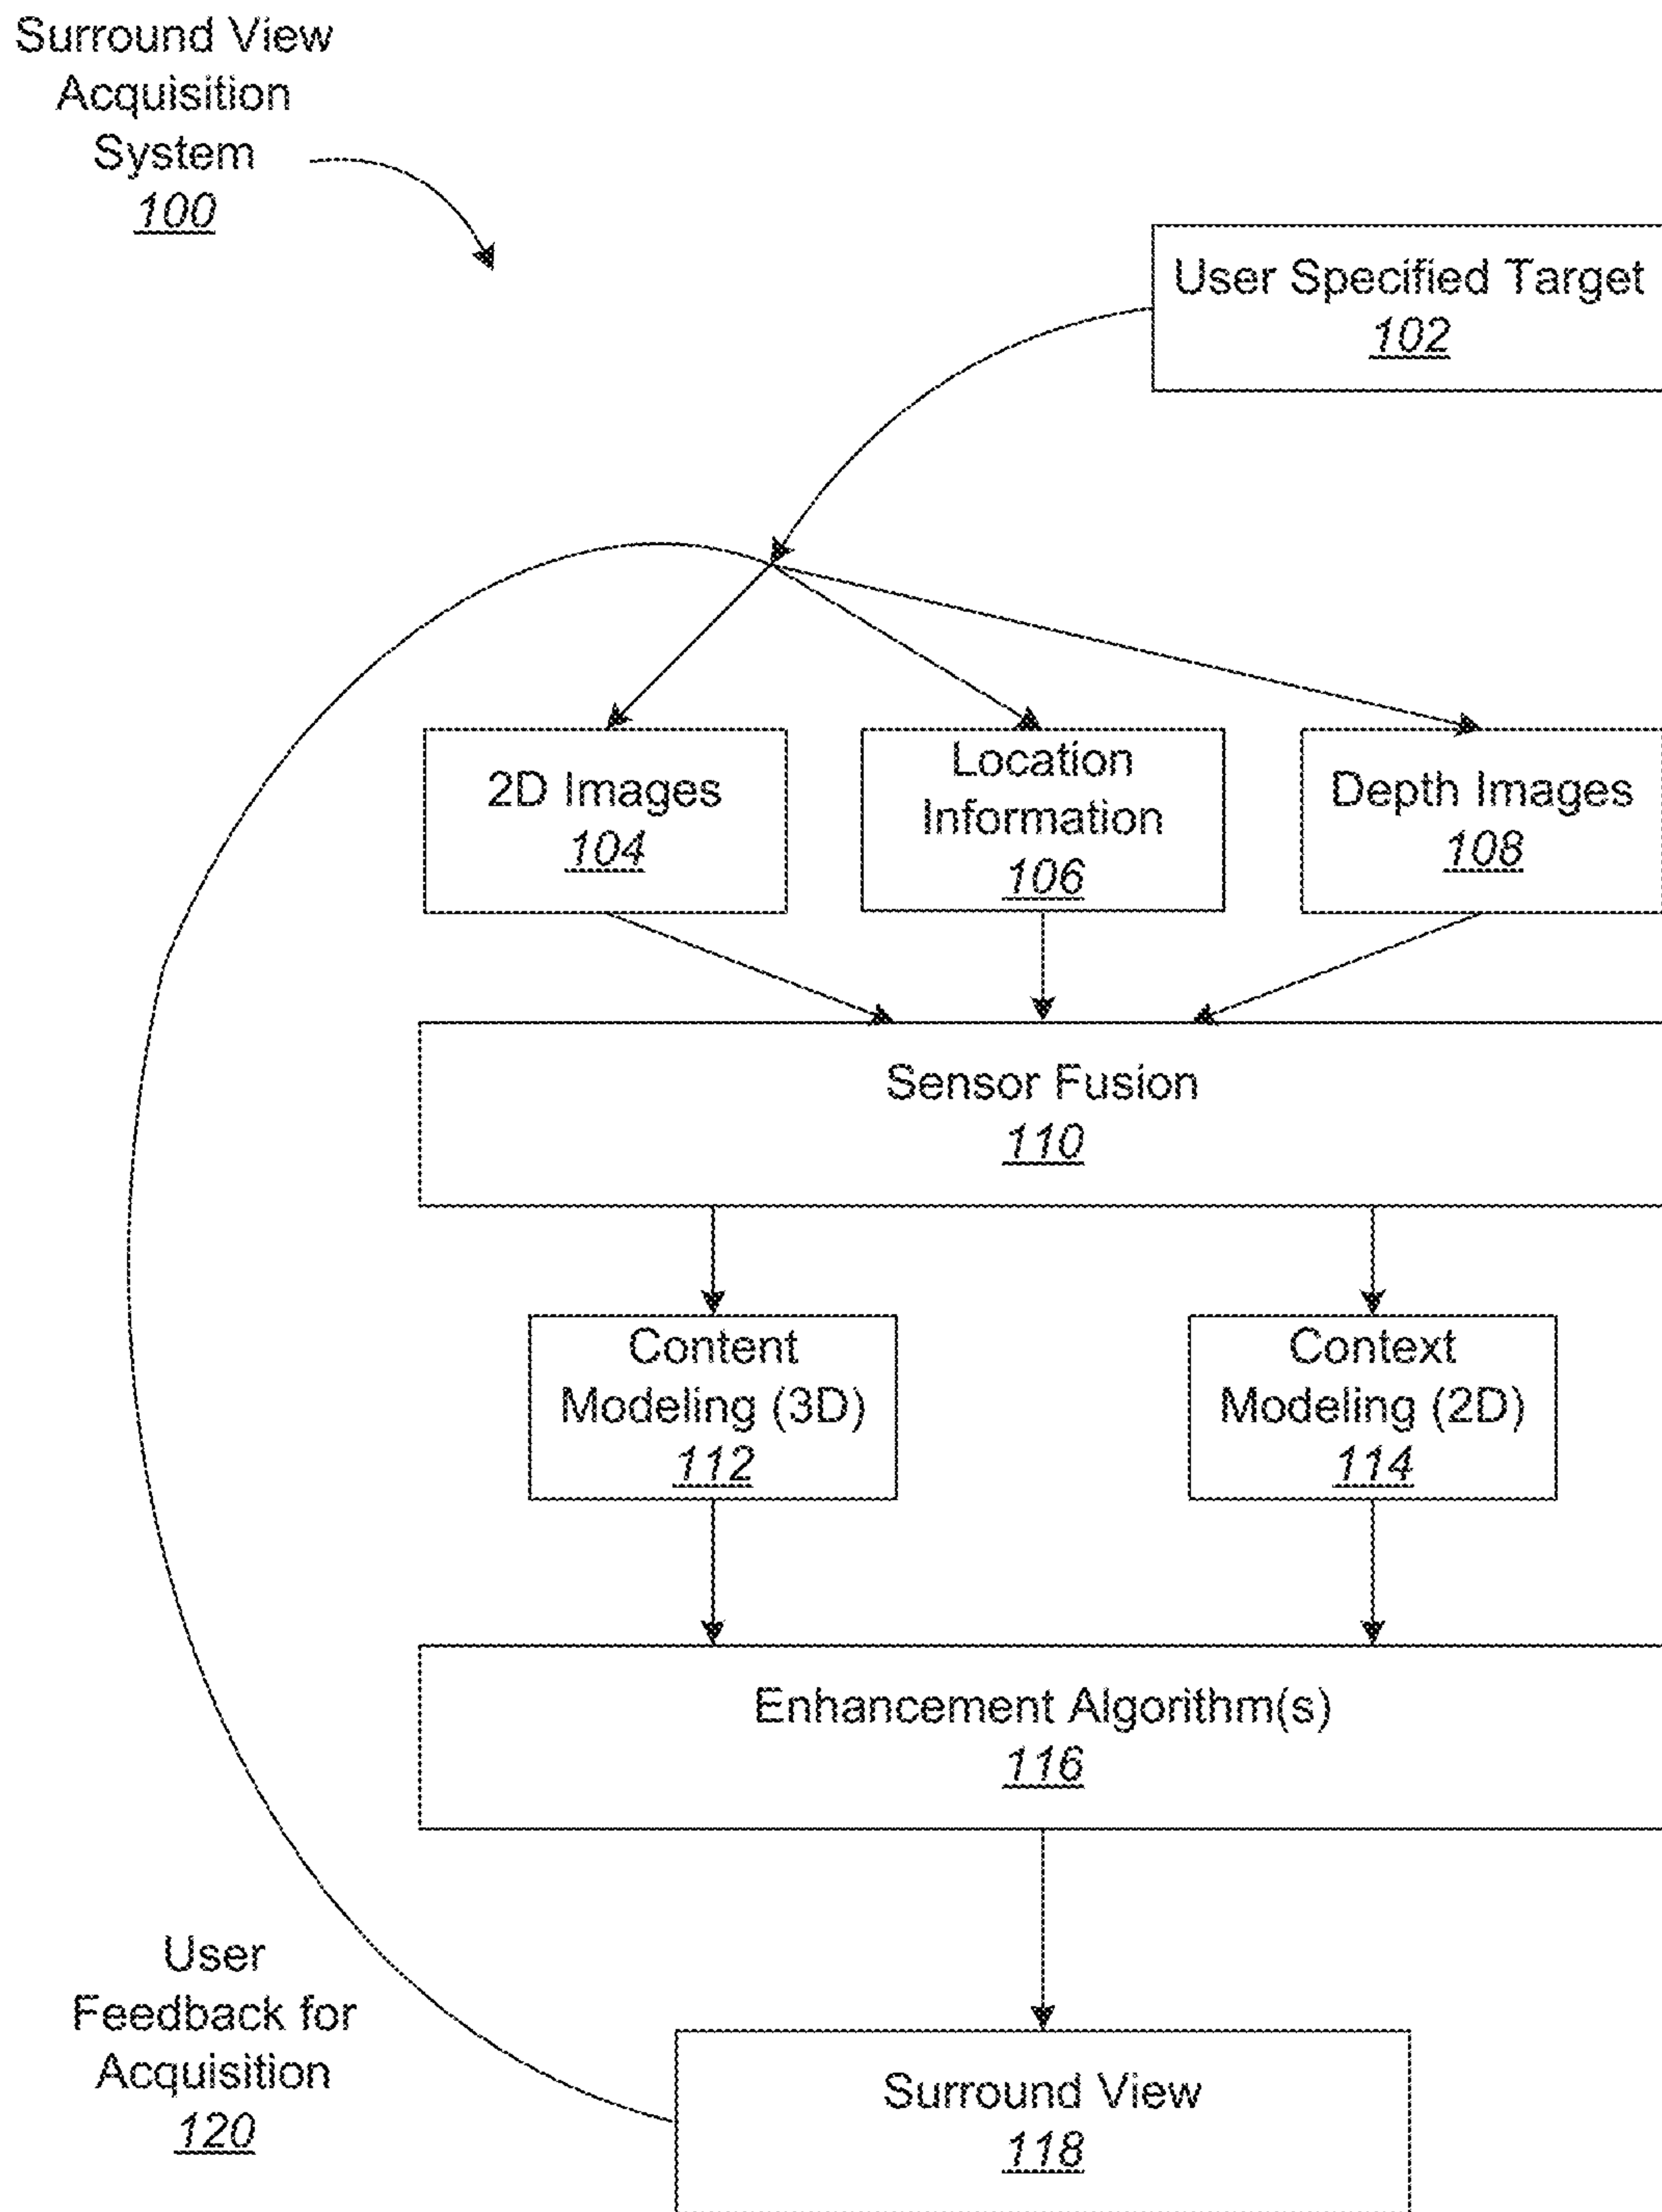 Surround View
Acquisition
System
100
User Specified Target
102
2D Images
104
Location
Information
106
Depth Images
108
Sensor Fusion
110
Content
Modeling (3D)
112
Context
Modeling (2D)
114
Enhancement Algorithm(s)
116
User
Feedback for
Acquisition
120
Surround View
118